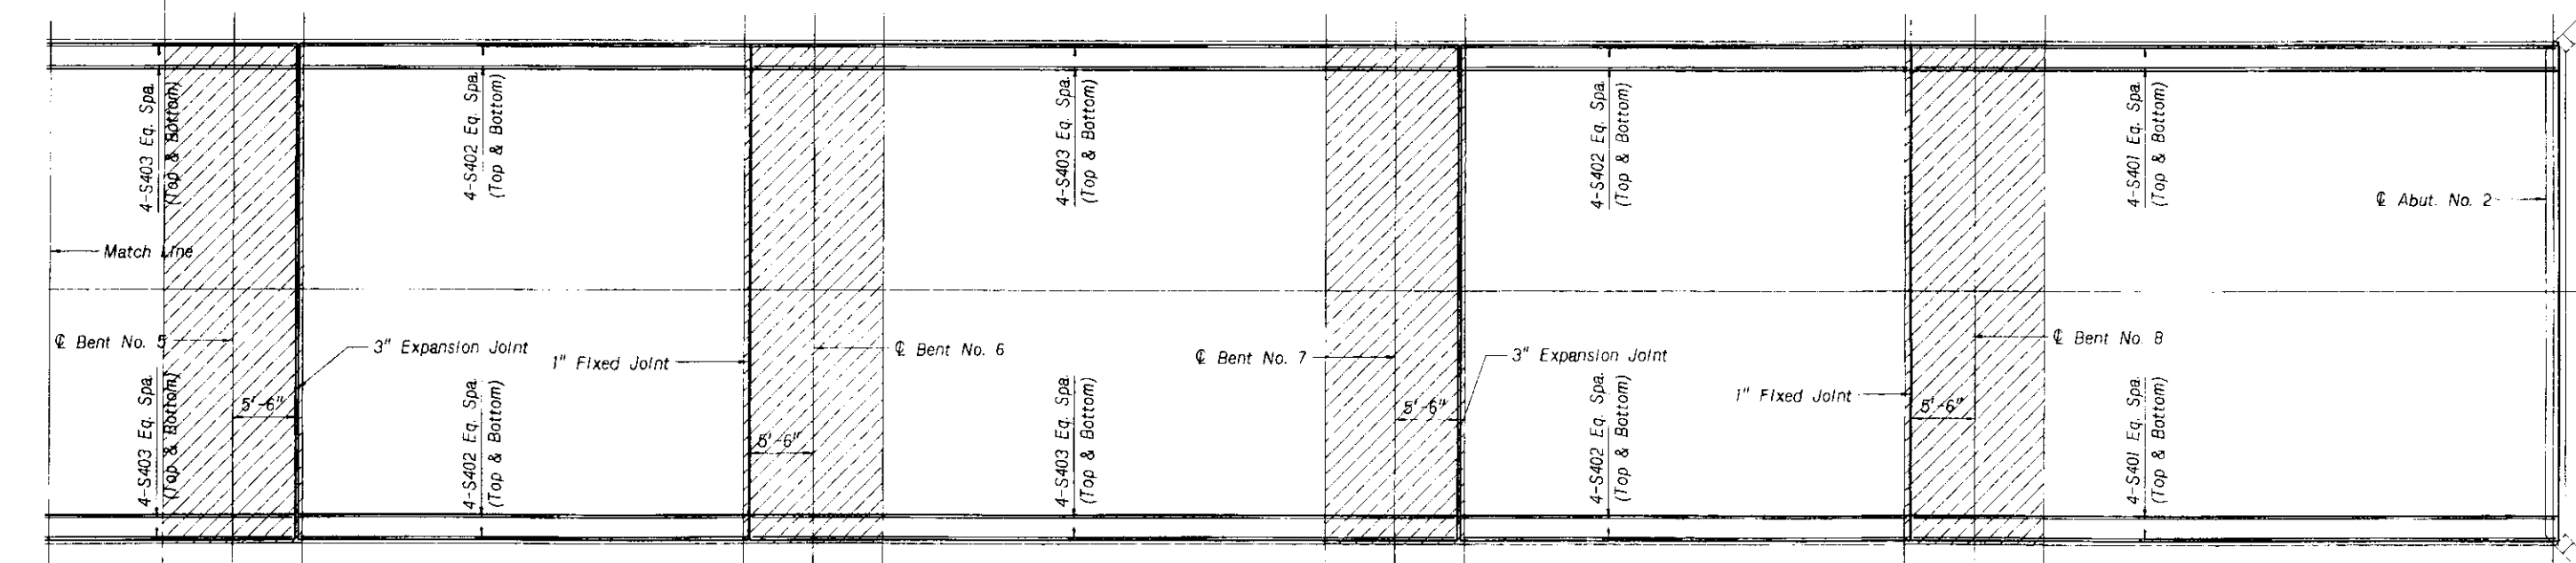 4-S403 Eq. Spa.
(Top & Bottom)
4-S402 Eq. Spa.
(Top & Bottom)
4-S403 Eq. Spa.
(Top & Bottom)
4-S402 Eq. Spa.
(Top & Bottom)
4-S401 Eq. Spa.
(Top & Bottom)
℄ Abut. No. 2
Match Line
℄ Bent No. 5
3" Expansion Joint
1" Fixed Joint
℄ Bent No. 6
℄ Bent No. 7
3" Expansion Joint
1" Fixed Joint
℄ Bent No. 8
5'-6"
5'-6"
5'-6"
5'-6"
4-S403 Eq. Spa.
(Top & Bottom)
4-S402 Eq. Spa.
(Top & Bottom)
4-S403 Eq. Spa.
(Top & Bottom)
4-S402 Eq. Spa.
(Top & Bottom)
4-S401 Eq. Spa.
(Top & Bottom)